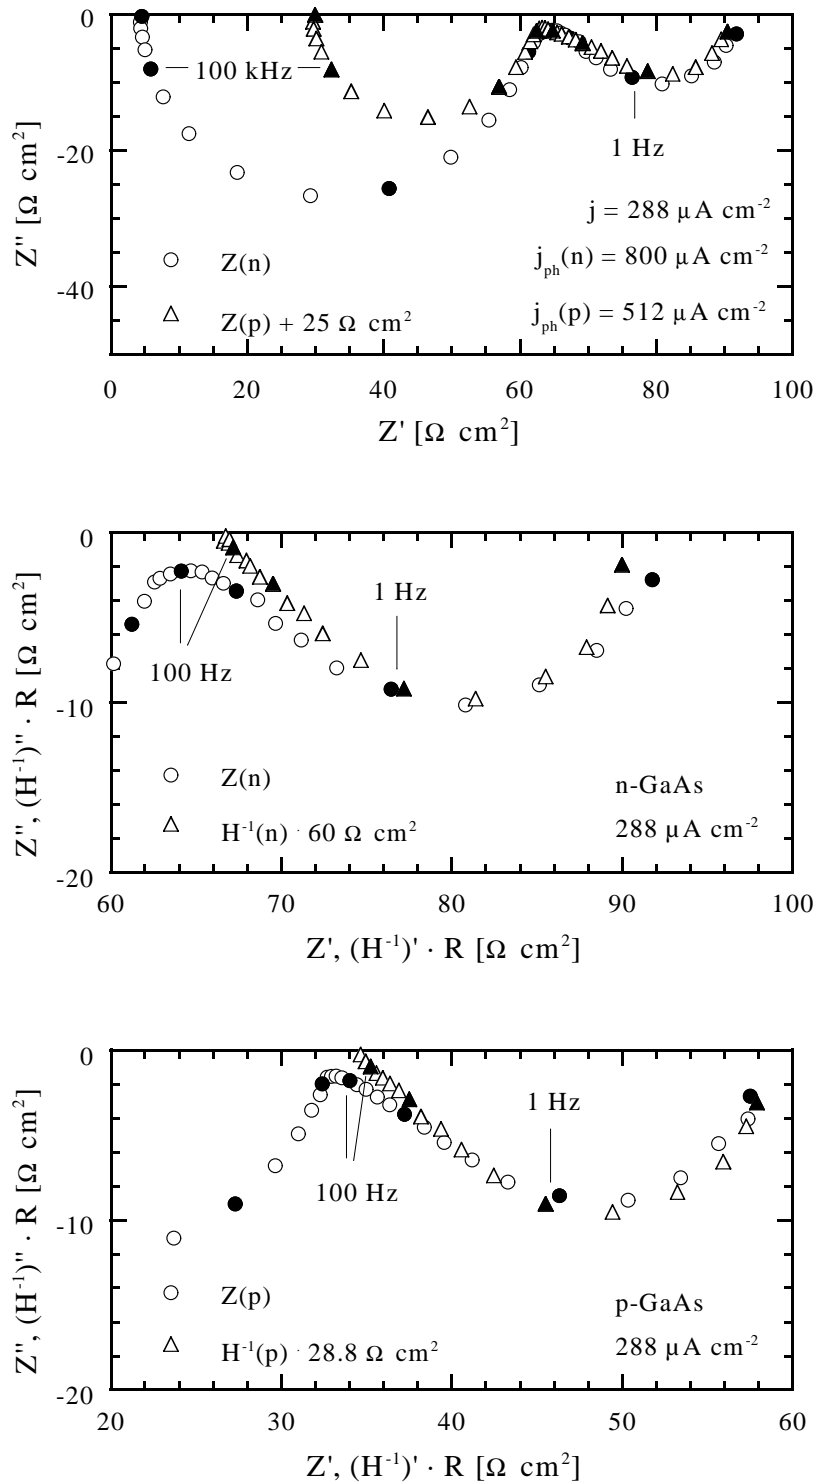 0
-20
-40
Z'' [Ω cm²]
100 kHz
1 Hz
j = 288 µA cm⁻²
j_ph(n) = 800 µA cm⁻²
j_ph(p) = 512 µA cm⁻²
Z(n)
Z(p) + 25 Ω cm²
0 20 40 60 80 100
Z' [Ω cm²]
0
-10
-20
Z'', (H⁻¹)'' · R [Ω cm²]
1 Hz
100 Hz
Z(n)
H⁻¹(n) · 60 Ω cm²
n-GaAs
288 µA cm⁻²
60 70 80 90 100
Z', (H⁻¹)' · R [Ω cm²]
0
-10
-20
Z'', (H⁻¹)'' · R [Ω cm²]
1 Hz
100 Hz
Z(p)
H⁻¹(p) · 28.8 Ω cm²
p-GaAs
288 µA cm⁻²
20 30 40 50 60
Z', (H⁻¹)' · R [Ω cm²]